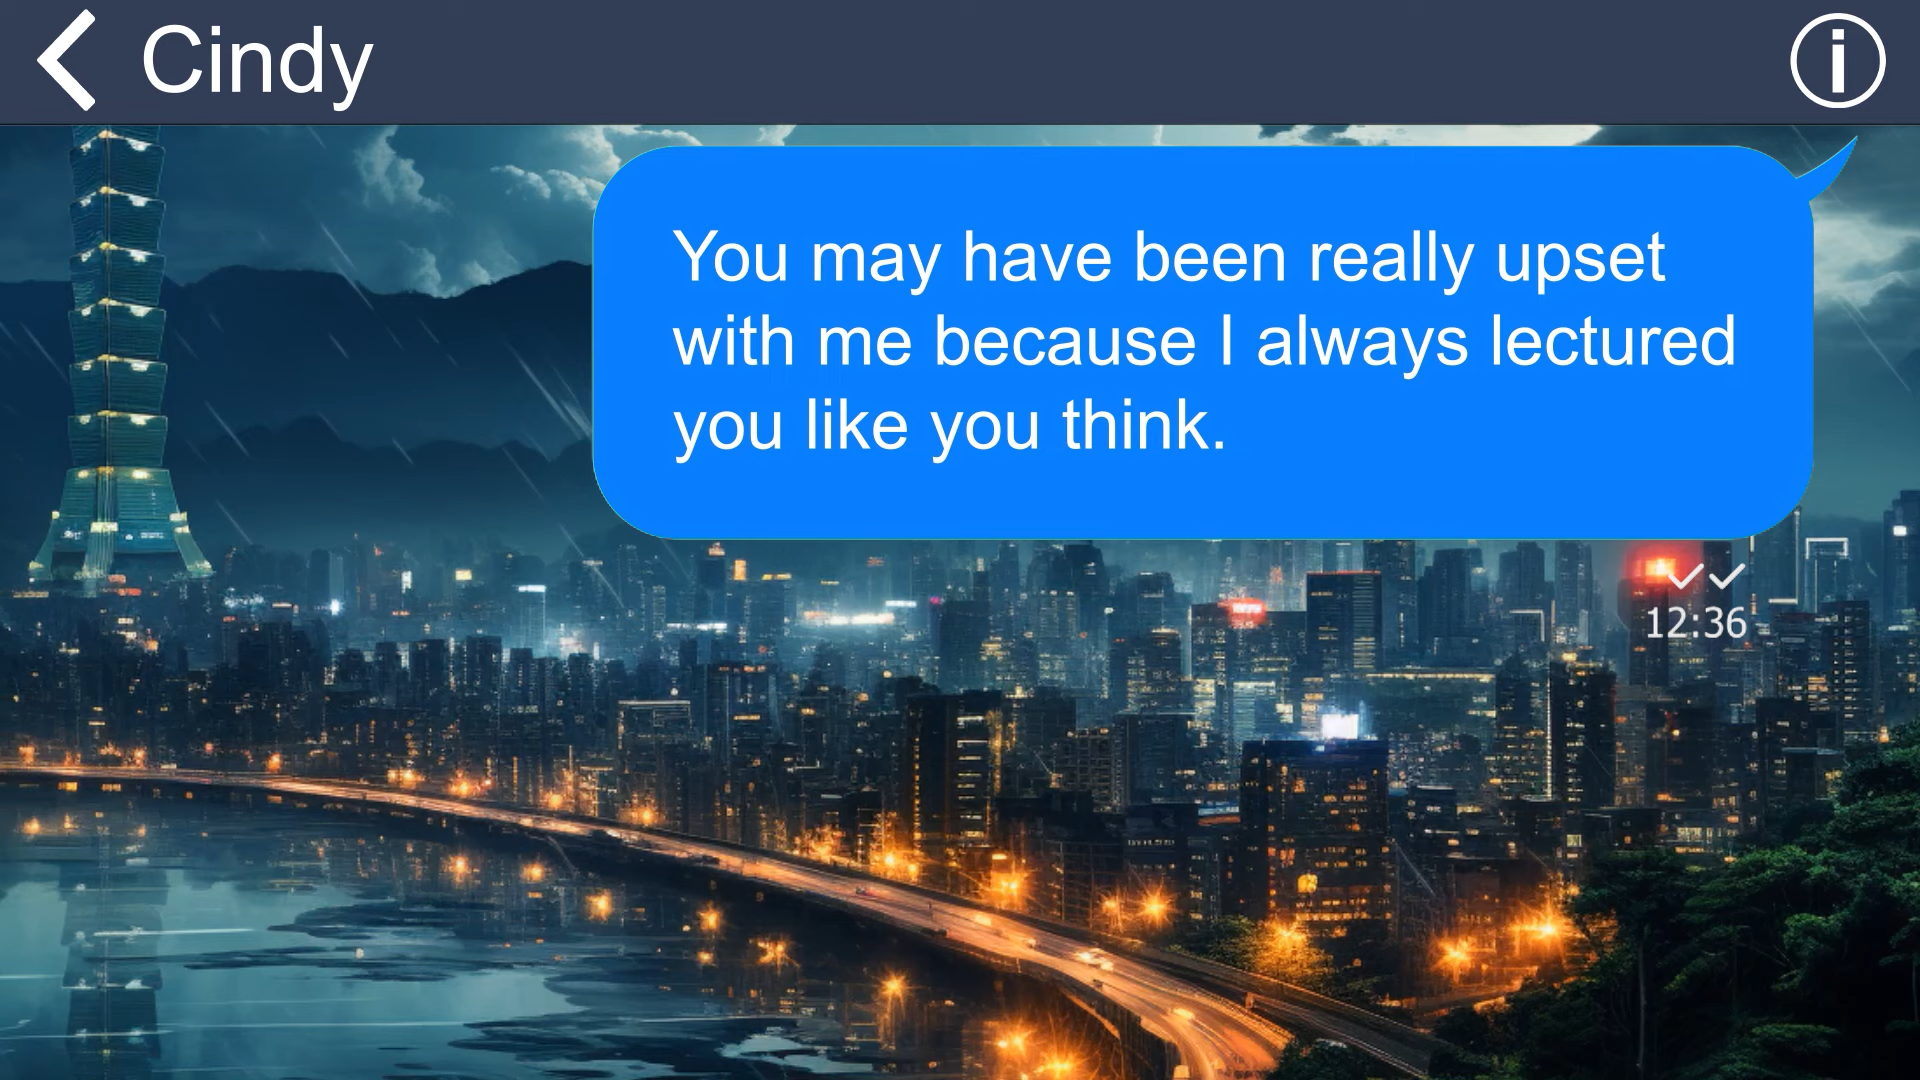 Cindy
You may have been really upset
with me because I always lectured
you like you think.
12:36